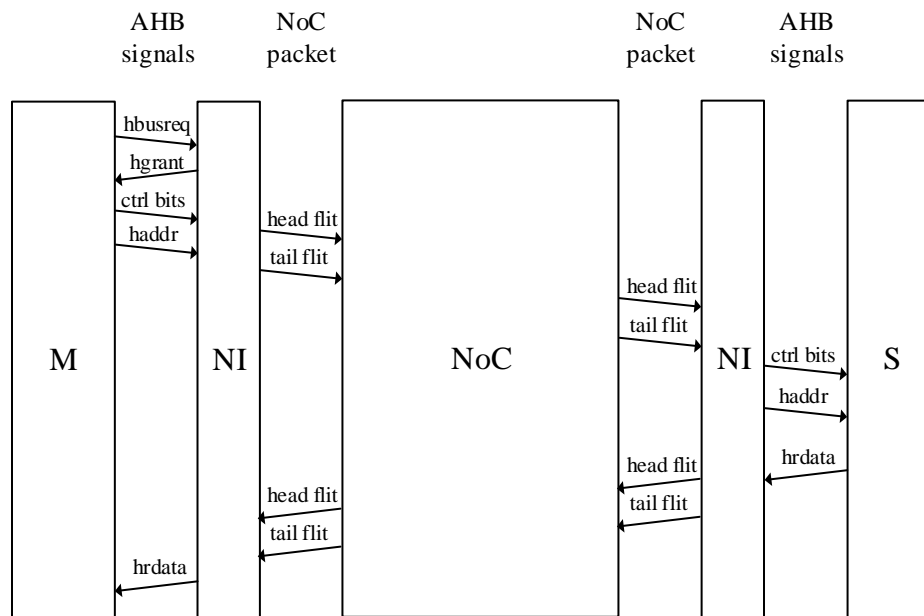 AHB
signals
NoC
packet
NoC
packet
AHB
signals
hbusreq
hgrant
ctrl bits
haddr
head flit
tail flit
head flit
tail flit
ctrl bits
haddr
M
NI
NoC
NI
S
hrdata
head flit
tail flit
head flit
tail flit
hrdata